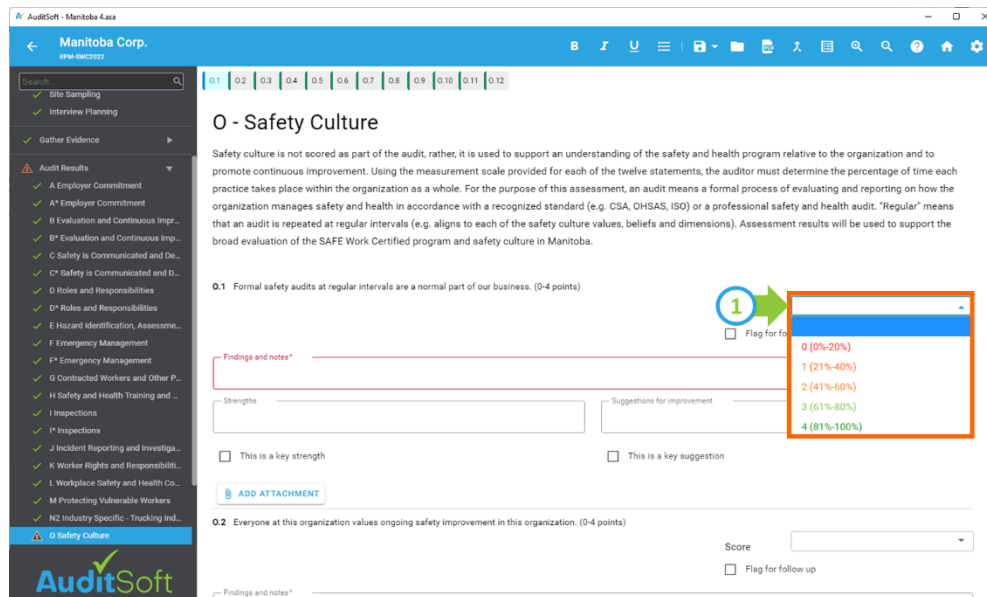 AuditSoft - Manitoba 4.asa
Manitoba Corp.
RPM-SWC2022
B I U
Search...
Site Sampling
Interview Planning
Gather Evidence
Audit Results
A Employer Commitment
A* Employer Commitment
B Evaluation and Continuous Impr...
B* Evaluation and Continuous Imp...
C Safety is Communicated and De...
C* Safety is Communicated and D...
D Roles and Responsibilities
D* Roles and Responsibilities
E Hazard Identification, Assessme...
F Emergency Management
F* Emergency Management
G Contracted Workers and Other P...
H Safety and Health Training and ...
I Inspections
I* Inspections
J Incident Reporting and Investiga...
K Worker Rights and Responsibiliti...
L Workplace Safety and Health Co...
M Protecting Vulnerable Workers
N2 Industry Specific - Trucking Ind...
O Safety Culture
AuditSoft
0.1 0.2 0.3 0.4 0.5 0.6 0.7 0.8 0.9 0.10 0.11 0.12
O - Safety Culture
Safety culture is not scored as part of the audit, rather, it is used to support an understanding of the safety and health program relative to the organization and to
promote continuous improvement. Using the measurement scale provided for each of the twelve statements, the auditor must determine the percentage of time each
practice takes place within the organization as a whole. For the purpose of this assessment, an audit means a formal process of evaluating and reporting on how the
organization manages safety and health in accordance with a recognized standard (e.g. CSA, OHSAS, ISO) or a professional safety and health audit. "Regular" means
that an audit is repeated at regular intervals (e.g. aligns to each of the safety culture values, beliefs and dimensions). Assessment results will be used to support the
broad evaluation of the SAFE Work Certified program and safety culture in Manitoba.
0.1 Formal safety audits at regular intervals are a normal part of our business. (0-4 points)
1
Flag for fo
0 (0%-20%)
1 (21%-40%)
2 (41%-60%)
3 (61%-80%)
4 (81%-100%)
Findings and notes*
Strengths
Suggestions for improvement
This is a key strength
This is a key suggestion
ADD ATTACHMENT
0.2 Everyone at this organization values ongoing safety improvement in this organization. (0-4 points)
Score
Flag for follow up
Findings and notes*